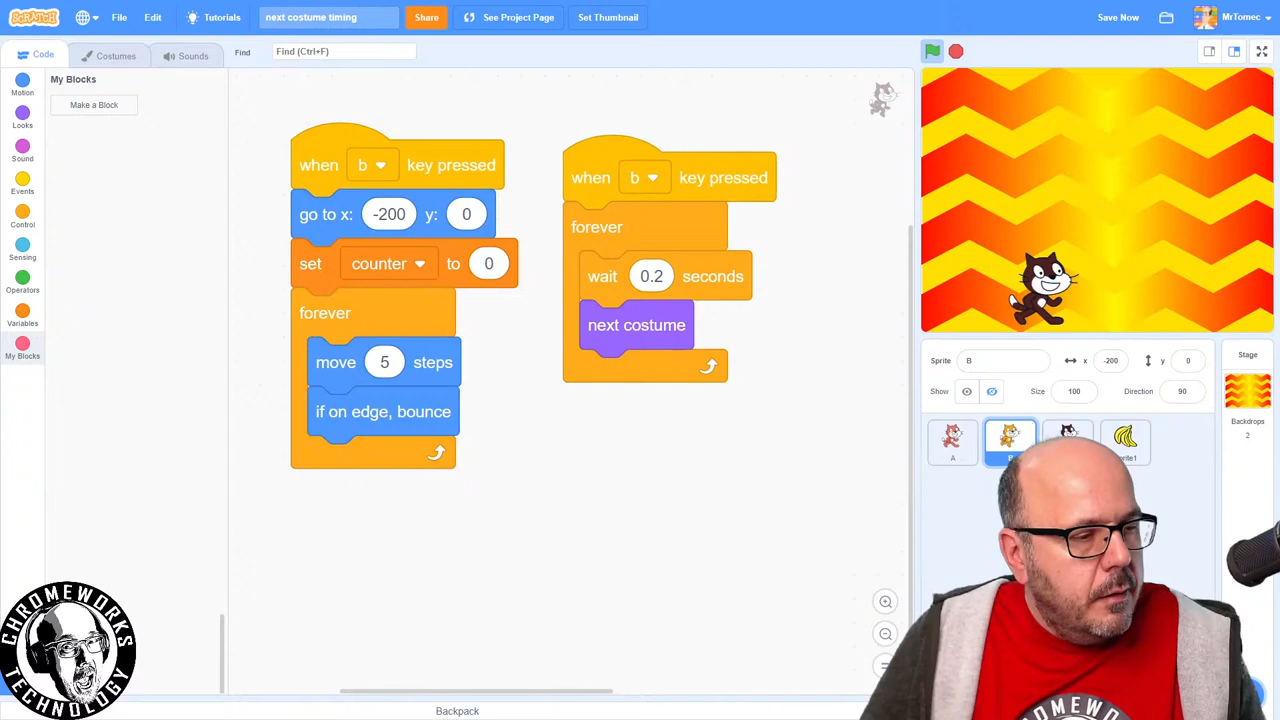 SCRATCH
File
Edit
Tutorials
next costume timing
Share
See Project Page
Set Thumbnail
Save Now
MrTomec
Code
Costumes
Sounds
Find
Find (Ctrl+F)
Motion
Looks
Sound
Events
Control
Sensing
Operators
Variables
My Blocks
My Blocks
Make a Block
when b key pressed
go to x: -200 y: 0
set counter to 0
forever
move 5 steps
if on edge, bounce
when b key pressed
forever
wait 0.2 seconds
next costume
Sprite B x -200 y 0
Show Size 100 Direction 90
A
B
Stage
Backdrops
2
Backpack
CHROMEWORKS
TECHNOLOGY